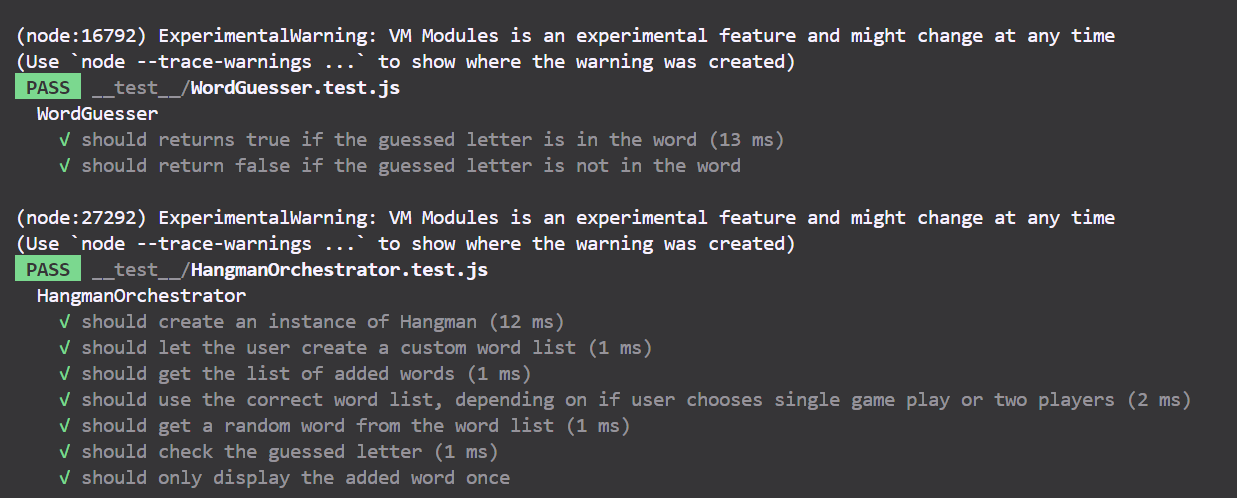 (node:16792) ExperimentalWarning: VM Modules is an experimental feature and might change at any time
(Use `node --trace-warnings ...` to show where the warning was created)
PASS __test__/WordGuesser.test.js
WordGuesser
√ should returns true if the guessed letter is in the word (13 ms)
√ should return false if the guessed letter is not in the word
(node:27292) ExperimentalWarning: VM Modules is an experimental feature and might change at any time
(Use `node --trace-warnings ...` to show where the warning was created)
PASS __test__/HangmanOrchestrator.test.js
HangmanOrchestrator
√ should create an instance of Hangman (12 ms)
√ should let the user create a custom word list (1 ms)
√ should get the list of added words (1 ms)
√ should use the correct word list, depending on if user chooses single game play or two players (2 ms)
√ should get a random word from the word list (1 ms)
√ should check the guessed letter (1 ms)
√ should only display the added word once